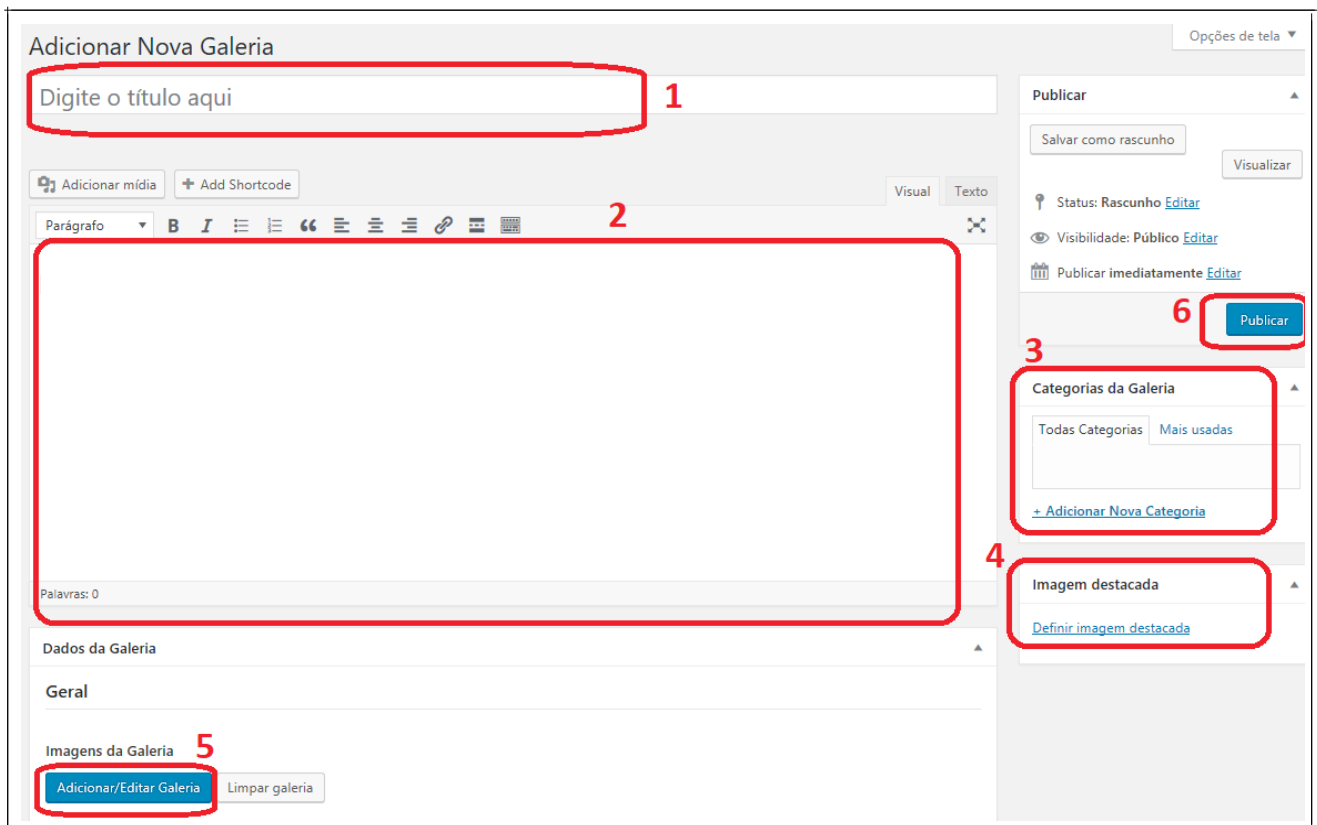 Opções de tela ▼
Adicionar Nova Galeria
Digite o título aqui
1
Adicionar mídia
+ Add Shortcode
Visual
Texto
Parágrafo
B
I
2
Palavras: 0
Dados da Galeria
Geral
Imagens da Galeria
5
Adicionar/Editar Galeria
Limpar galeria
Publicar
Salvar como rascunho
Visualizar
Status: Rascunho Editar
Visibilidade: Público Editar
Publicar imediatamente Editar
6
Publicar
3
Categorias da Galeria
Todas Categorias
Mais usadas
+ Adicionar Nova Categoria
4
Imagem destacada
Definir imagem destacada